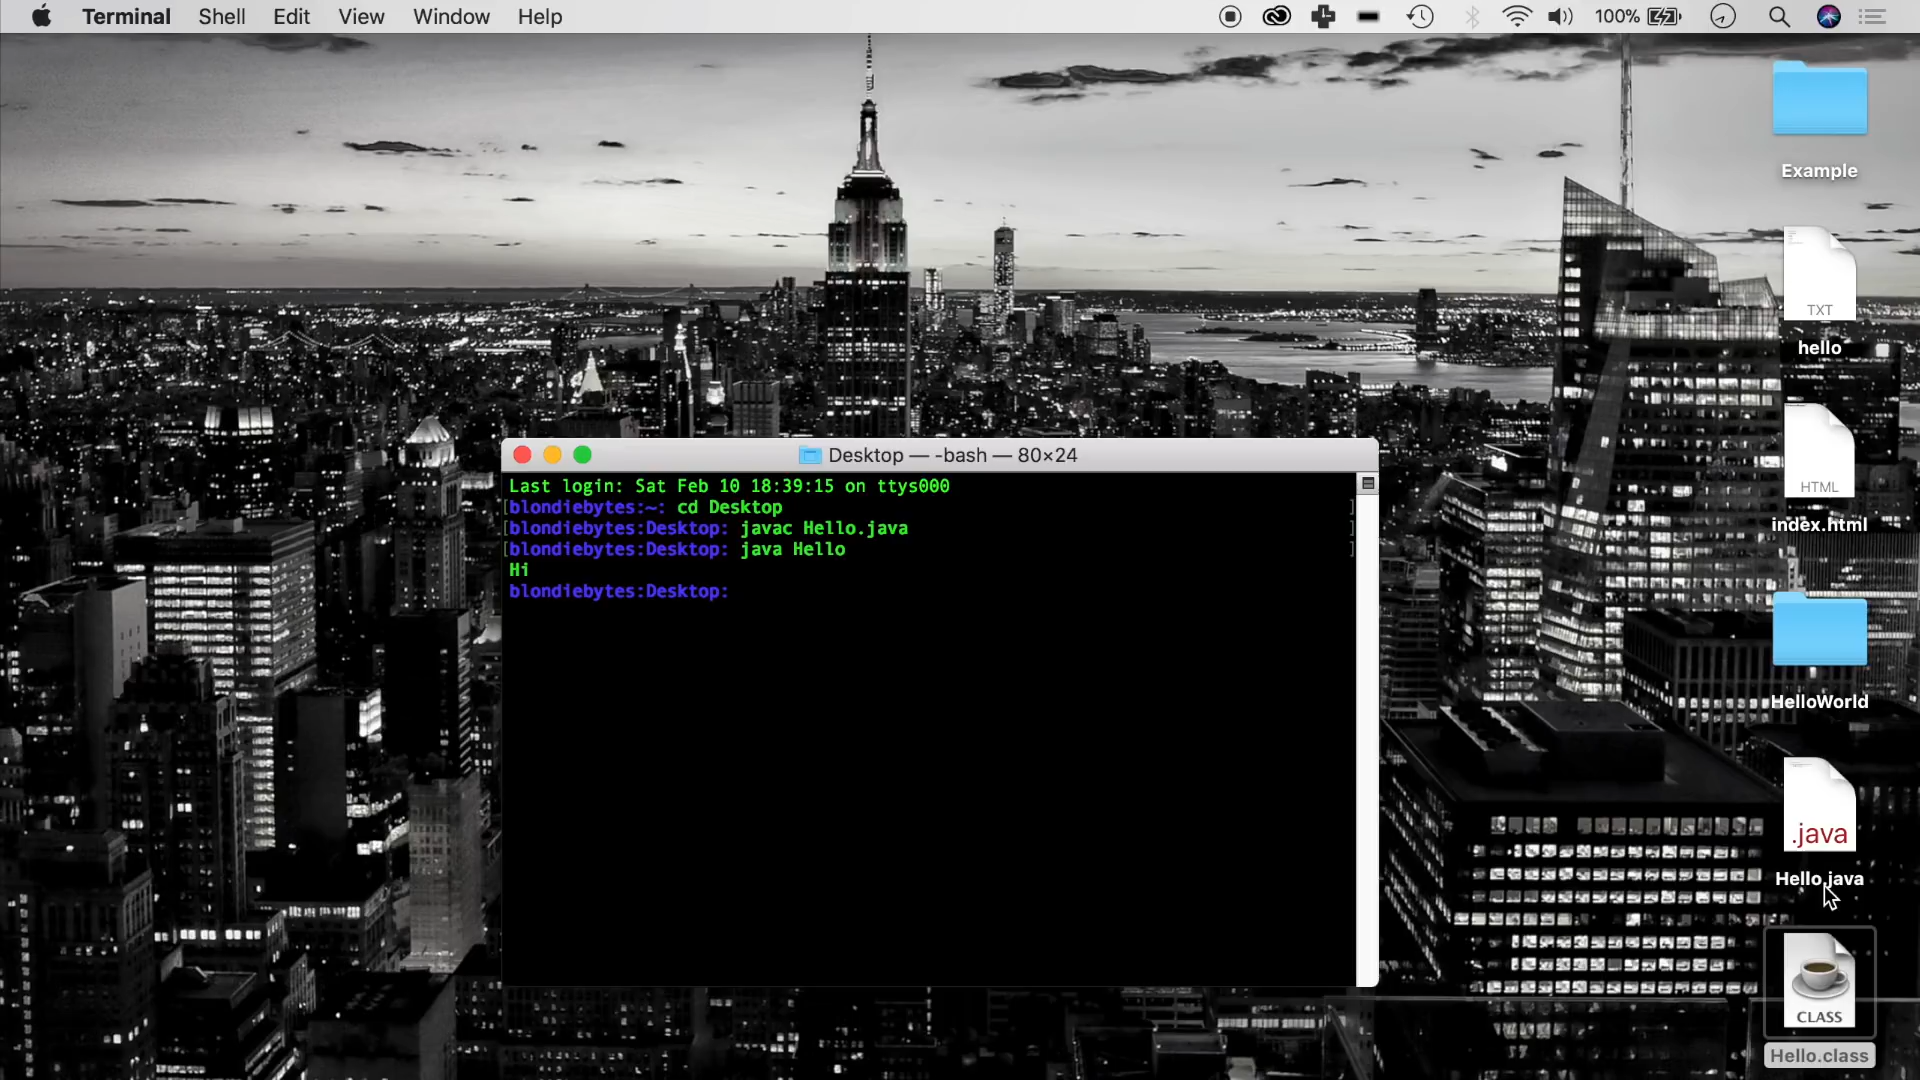 Terminal Shell Edit View Window Help 100%
Example
TXT
hello
HTML
index.html
HelloWorld
.java
Hello.java
CLASS
Hello.class
Desktop — -bash — 80×24
Last login: Sat Feb 10 18:39:15 on ttys000
[blondiebytes:~: cd Desktop ]
[blondiebytes:Desktop: javac Hello.java ]
[blondiebytes:Desktop: java Hello ]
Hi
blondiebytes:Desktop: